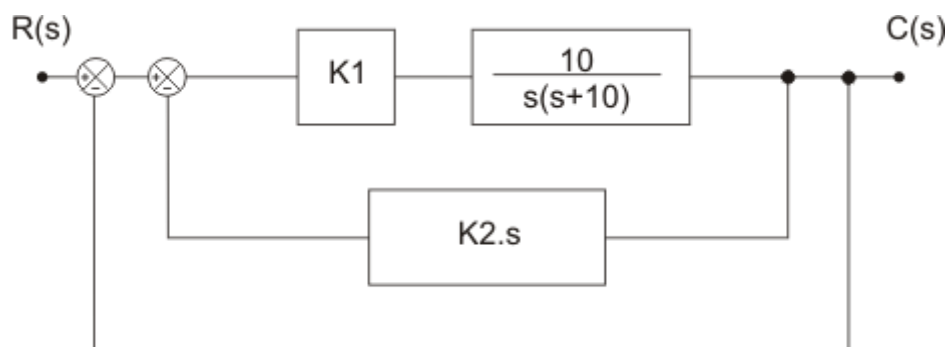 R(s)
C(s)
K1
10
s(s+10)
+
−
+
−
K2.s